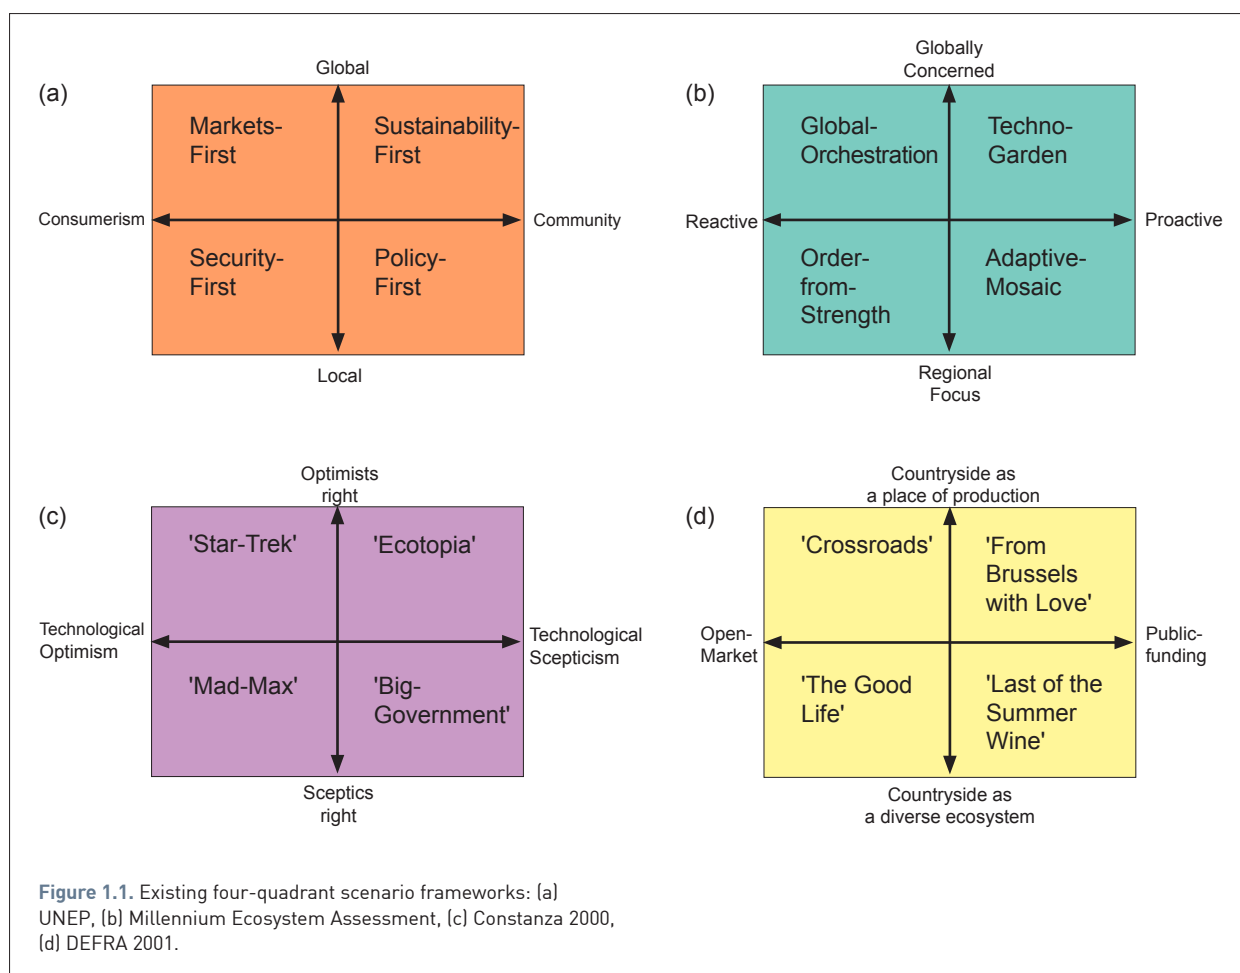 (a)
Global
Markets-
First
Sustainability-
First
Consumerism
Community
Security-
First
Policy-
First
Local
(b)
Globally
Concerned
Global-
Orchestration
Techno-
Garden
Reactive
Proactive
Order-
from-
Strength
Adaptive-
Mosaic
Regional
Focus
(c)
Optimists
right
'Star-Trek'
'Ecotopia'
Technological
Optimism
Technological
Scepticism
'Mad-Max'
'Big-
Government'
Sceptics
right
(d)
Countryside as
a place of production
'Crossroads'
'From
Brussels
with Love'
Open-
Market
Public-
funding
'The Good
Life'
'Last of the
Summer
Wine'
Countryside as
a diverse ecosystem
Figure 1.1. Existing four-quadrant scenario frameworks: (a)
UNEP, (b) Millennium Ecosystem Assessment, (c) Constanza 2000,
(d) DEFRA 2001.